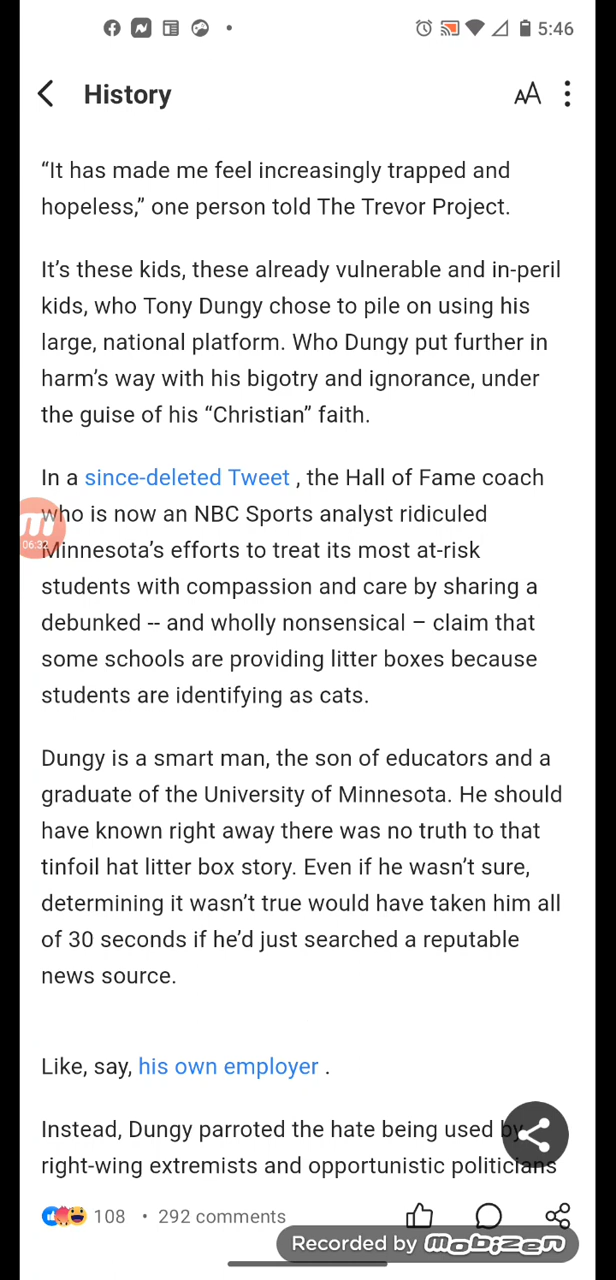 5:46
History
AA
“It has made me feel increasingly trapped and
hopeless,” one person told The Trevor Project.
It’s these kids, these already vulnerable and in-peril
kids, who Tony Dungy chose to pile on using his
large, national platform. Who Dungy put further in
harm’s way with his bigotry and ignorance, under
the guise of his “Christian” faith.
In a since-deleted Tweet , the Hall of Fame coach
who is now an NBC Sports analyst ridiculed
06:32
Minnesota’s efforts to treat its most at-risk
students with compassion and care by sharing a
debunked -- and wholly nonsensical – claim that
some schools are providing litter boxes because
students are identifying as cats.
Dungy is a smart man, the son of educators and a
graduate of the University of Minnesota. He should
have known right away there was no truth to that
tinfoil hat litter box story. Even if he wasn’t sure,
determining it wasn’t true would have taken him all
of 30 seconds if he’d just searched a reputable
news source.
Like, say, his own employer .
Instead, Dungy parroted the hate being used by
right-wing extremists and opportunistic politicians
108 • 292 comments
Recorded by mobizen